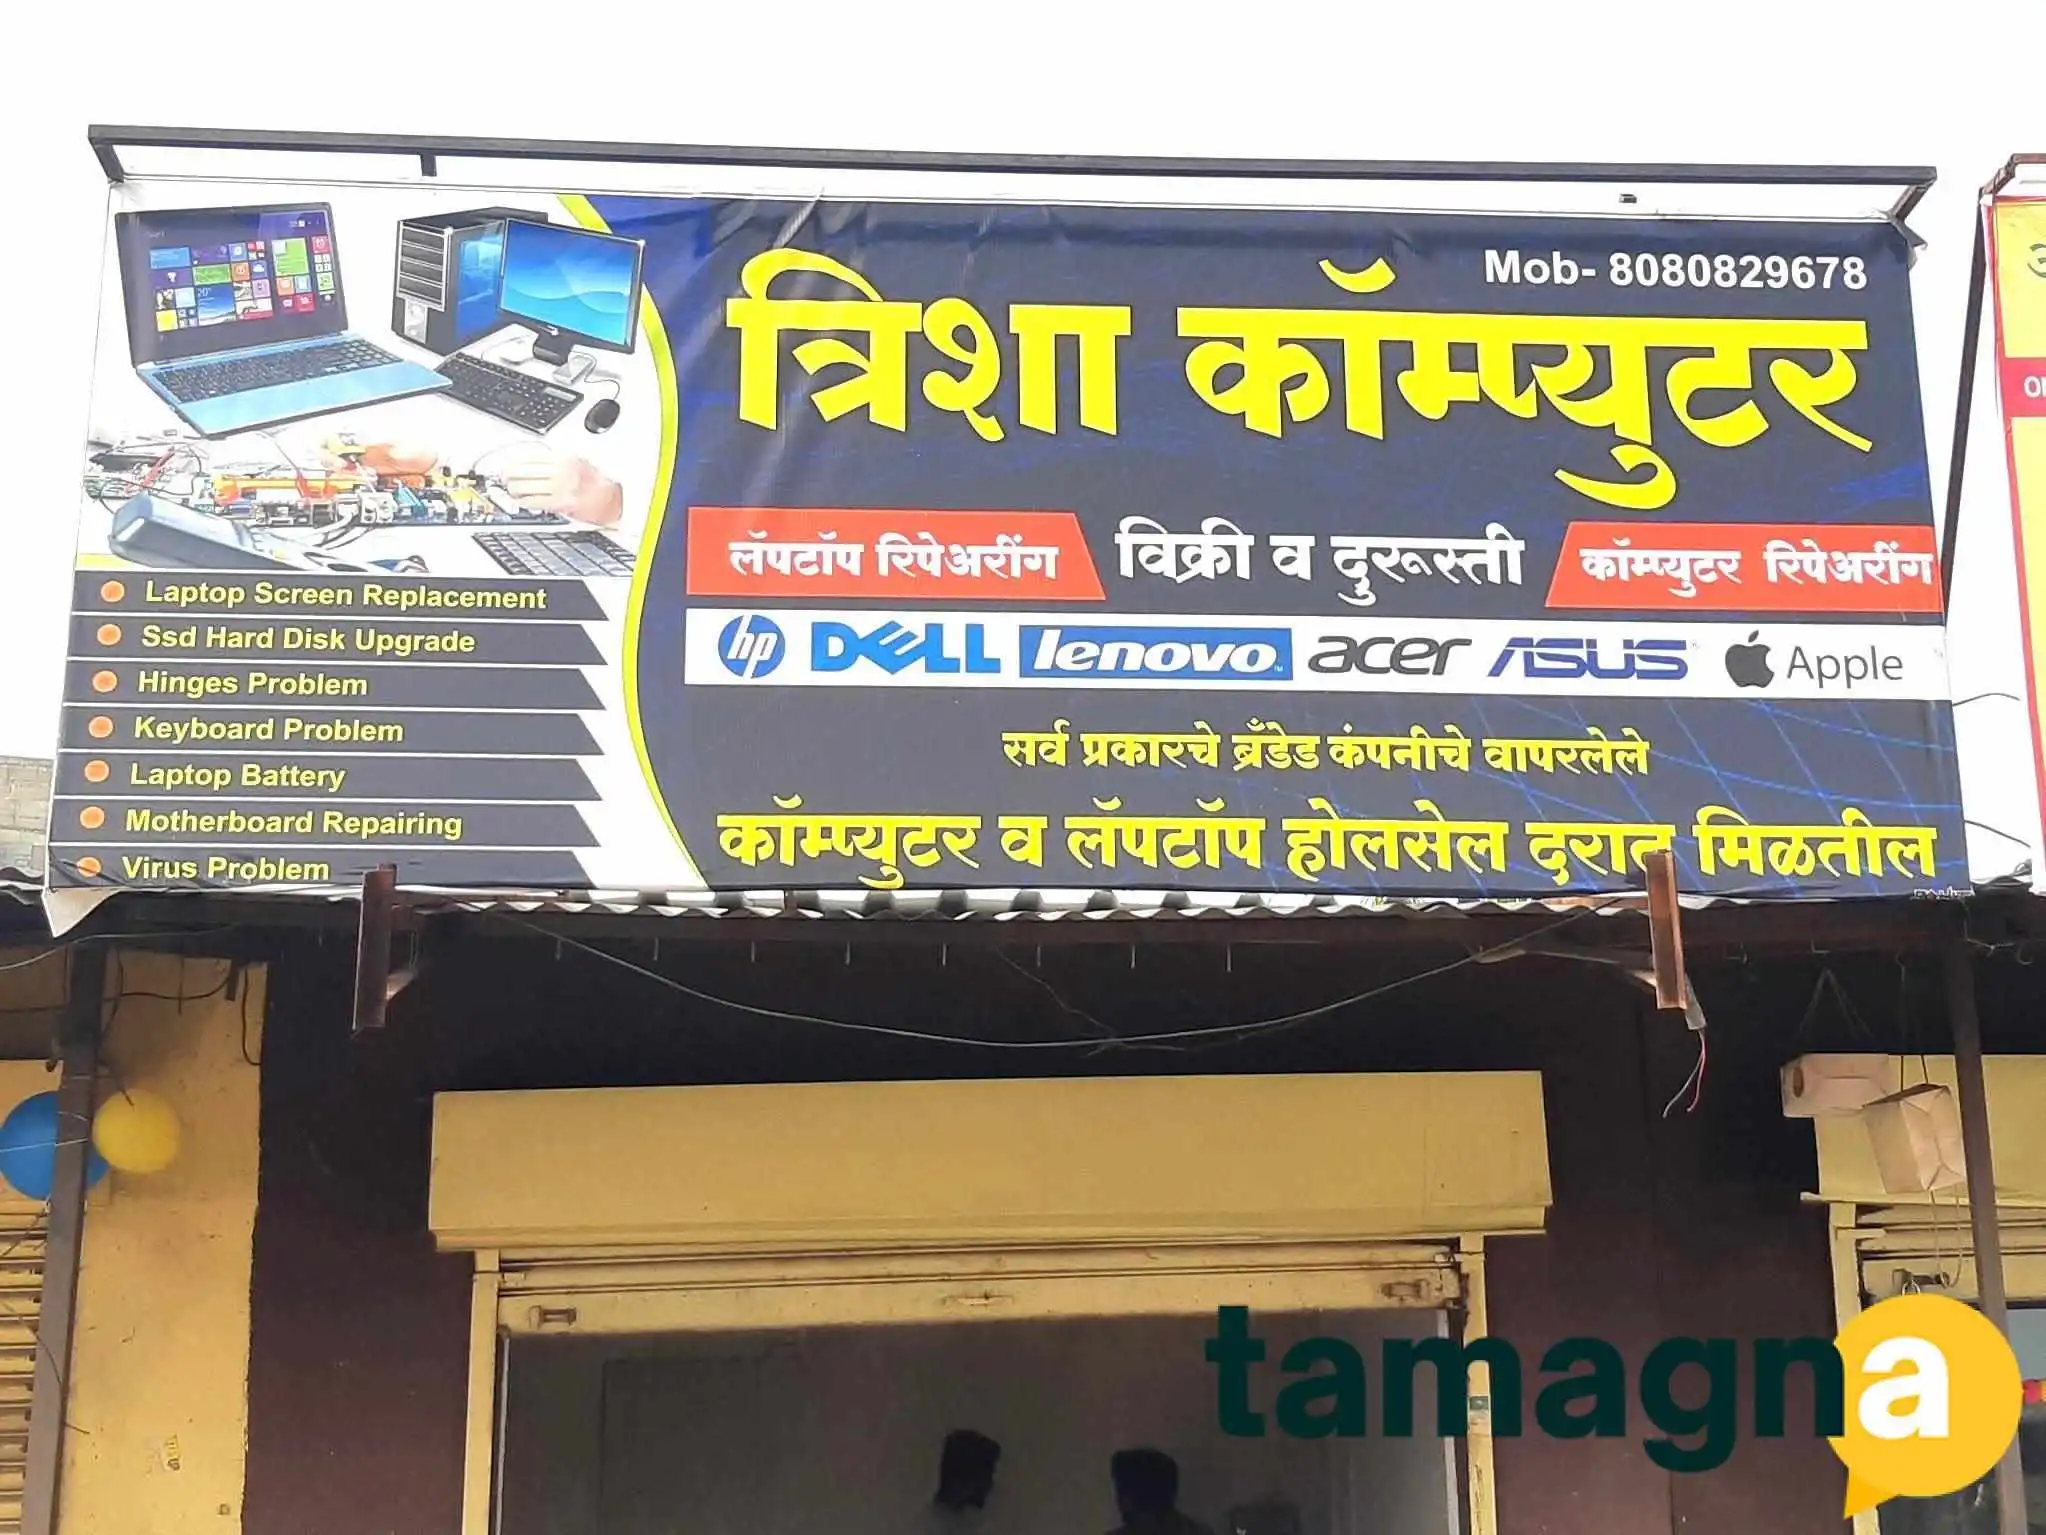 Mob- 8080829678
त्रिशा कॉम्प्युटर
लॅपटॉप रिपेअरींग विक्री व दुरूस्ती कॉम्प्युटर रिपेअरींग
hp DELL lenovo acer ASUS Apple
सर्व प्रकारचे ब्रँडेड कंपनीचे वापरलेले
कॉम्प्युटर व लॅपटॉप होलसेल दरात मिळतील
Laptop Screen Replacement
Ssd Hard Disk Upgrade
Hinges Problem
Keyboard Problem
Laptop Battery
Motherboard Repairing
Virus Problem
tamagna